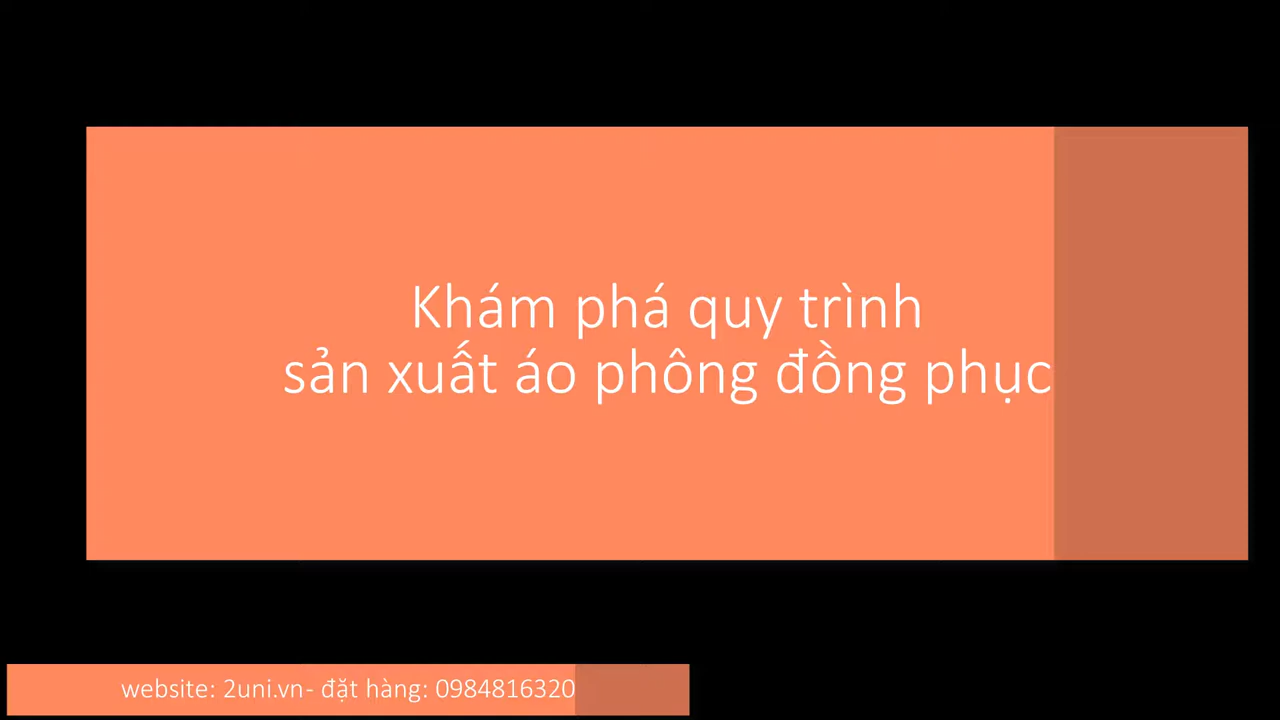 Khám phá quy trình
sản xuất áo phông đồng phục
website: 2uni.vn- đặt hàng: 0984816320